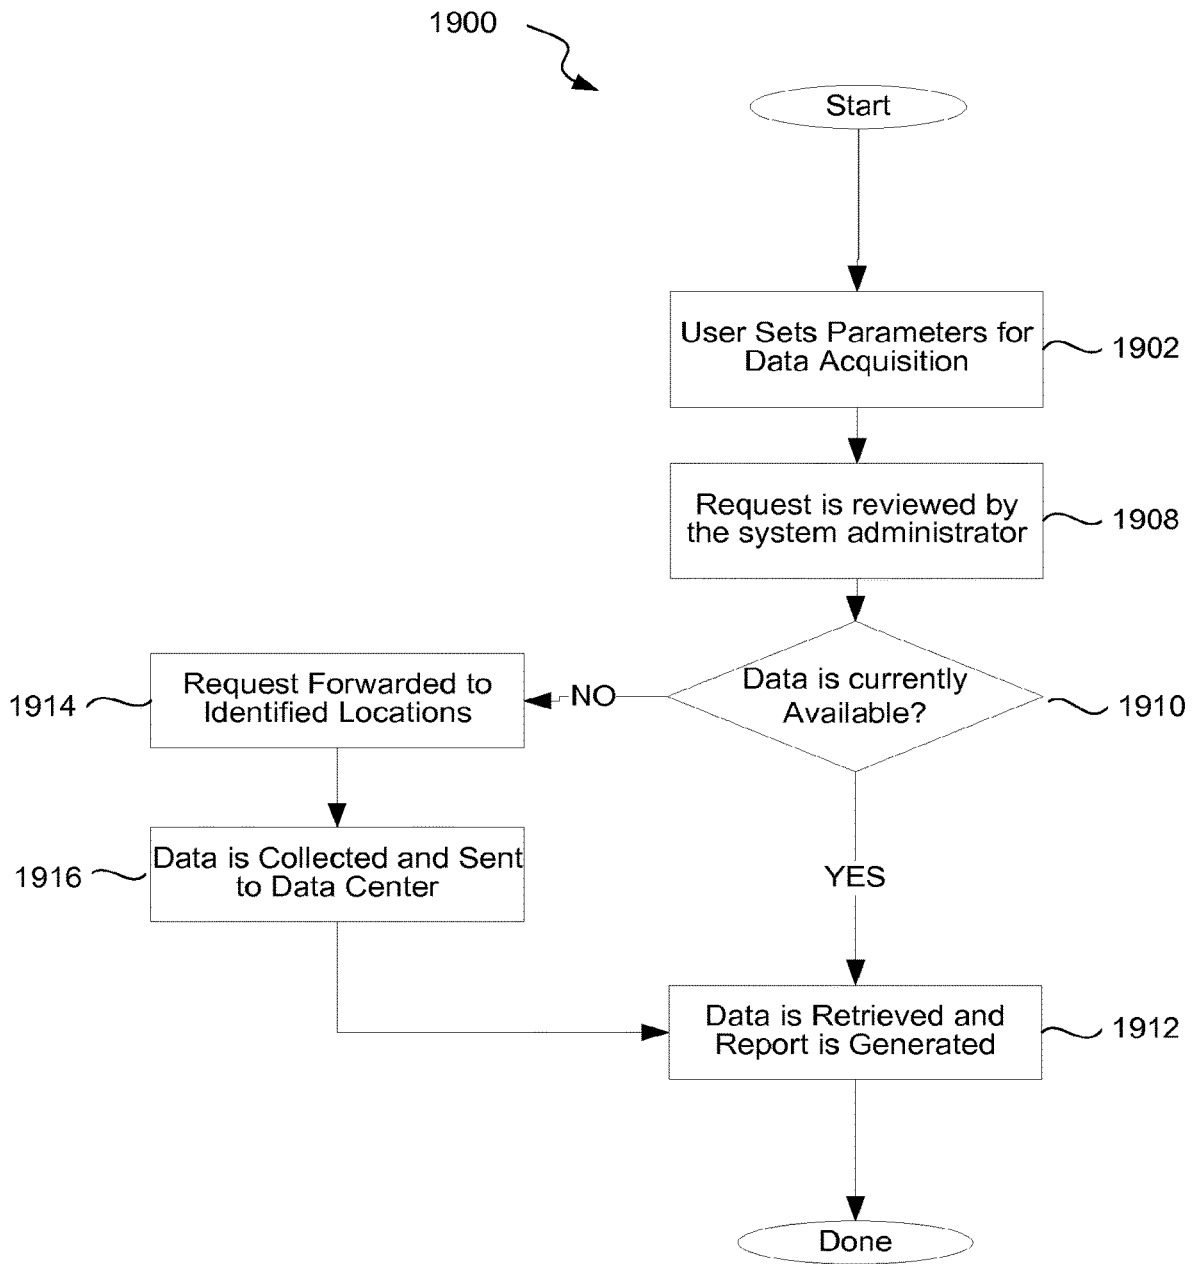 1900
Start
User Sets Parameters for
Data Acquisition
1902
Request is reviewed by
the system administrator
1908
Data is currently
Available?
1910
NO
Request Forwarded to
Identified Locations
1914
Data is Collected and Sent
to Data Center
1916
YES
Data is Retrieved and
Report is Generated
1912
Done